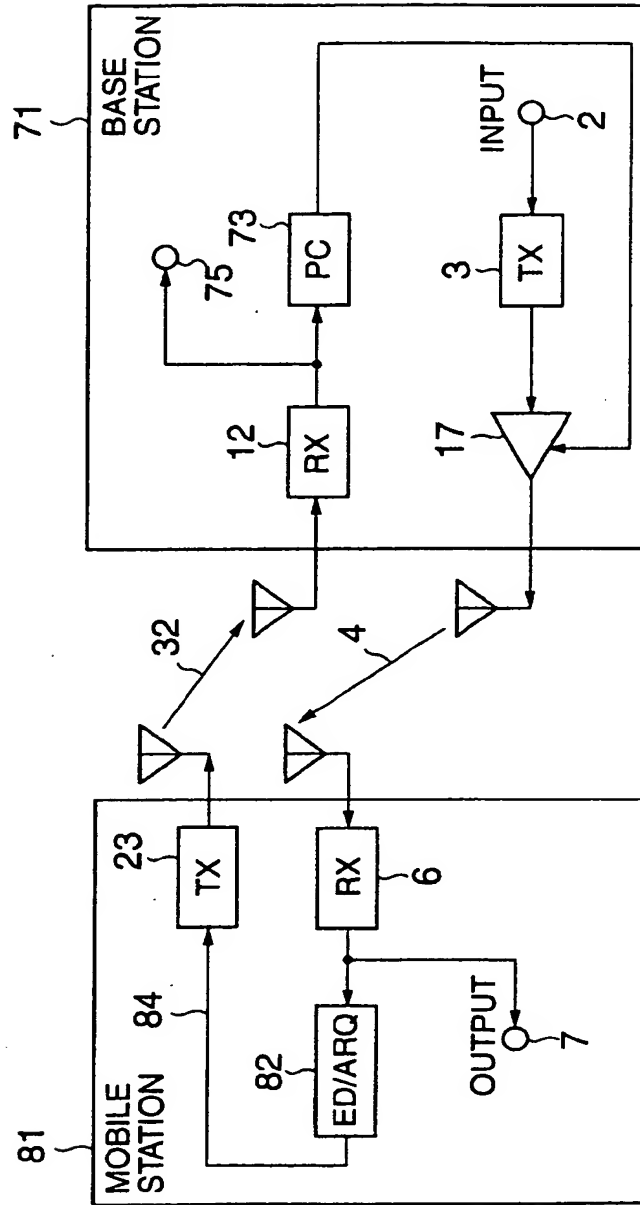 81
MOBILE
STATION
84
23
TX
82
ED/ARQ
RX
6
OUTPUT
7
32
4
71
BASE
STATION
75
73
PC
12
RX
INPUT
2
3
TX
17